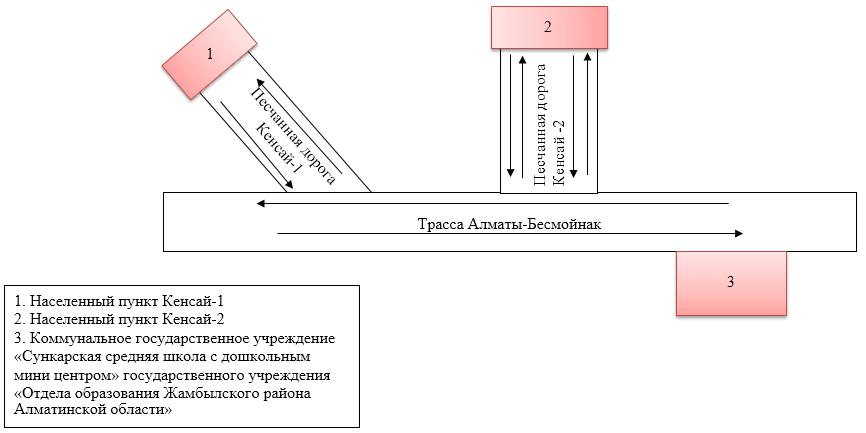 1
2
Песчанная дорога
Кенсай-1
Песчанная дорога
Кенсай -2
Трасса Алматы-Бесмойнак
3
1. Населенный пункт Кенсай-1
2. Населенный пункт Кенсай-2
3. Коммунальное государственное учреждение
«Сункарская средняя школа с дошкольным
мини центром» государственного учреждения
«Отдела образования Жамбылского района
Алматинской области»